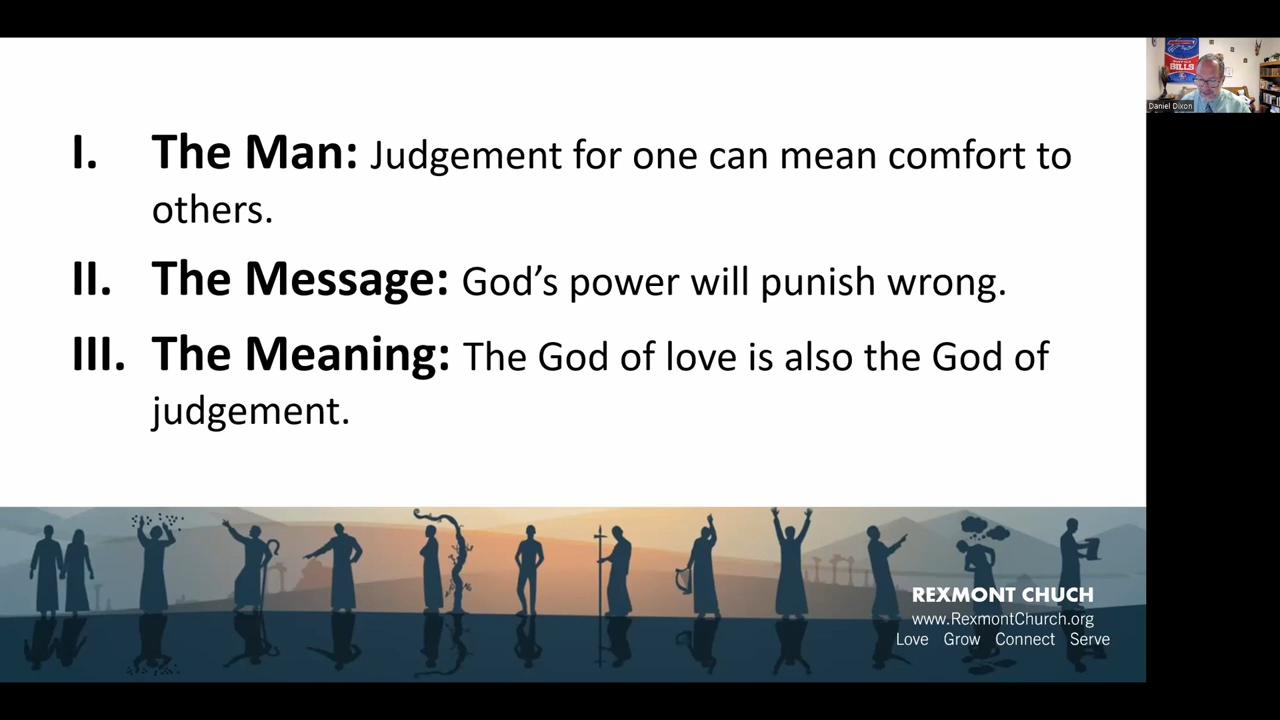 I. The Man: Judgement for one can mean comfort to
others.
II. The Message: God’s power will punish wrong.
III. The Meaning: The God of love is also the God of
judgement.
REXMONT CHUCH
www.RexmontChurch.org
Love Grow Connect Serve
BILLS
Daniel Dixon